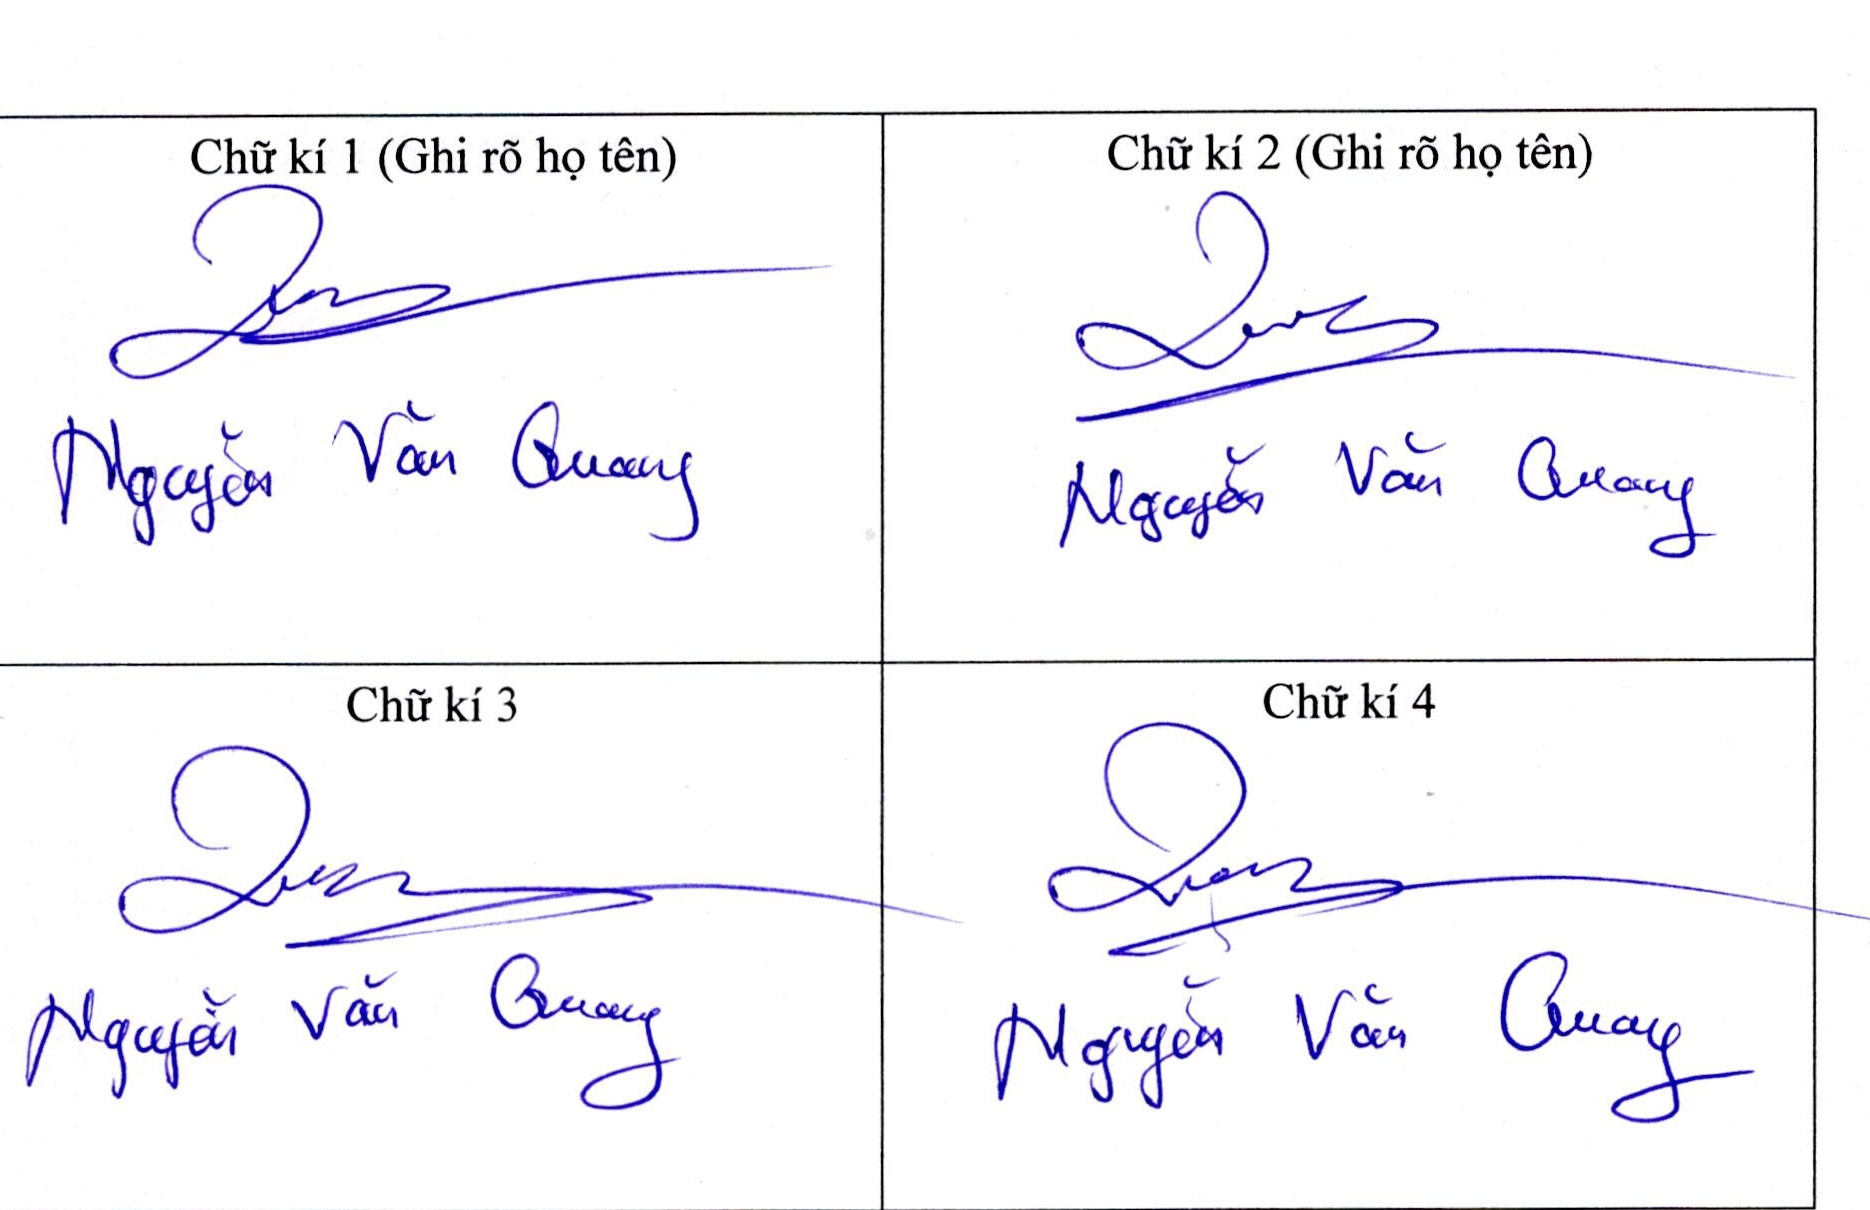 Chữ kí 1 (Ghi rõ họ tên)
Nguyễn Văn Quang
Chữ kí 2 (Ghi rõ họ tên)
Nguyễn Văn Quang
Chữ kí 3
Nguyễn Văn Quang
Chữ kí 4
Nguyễn Văn Quang